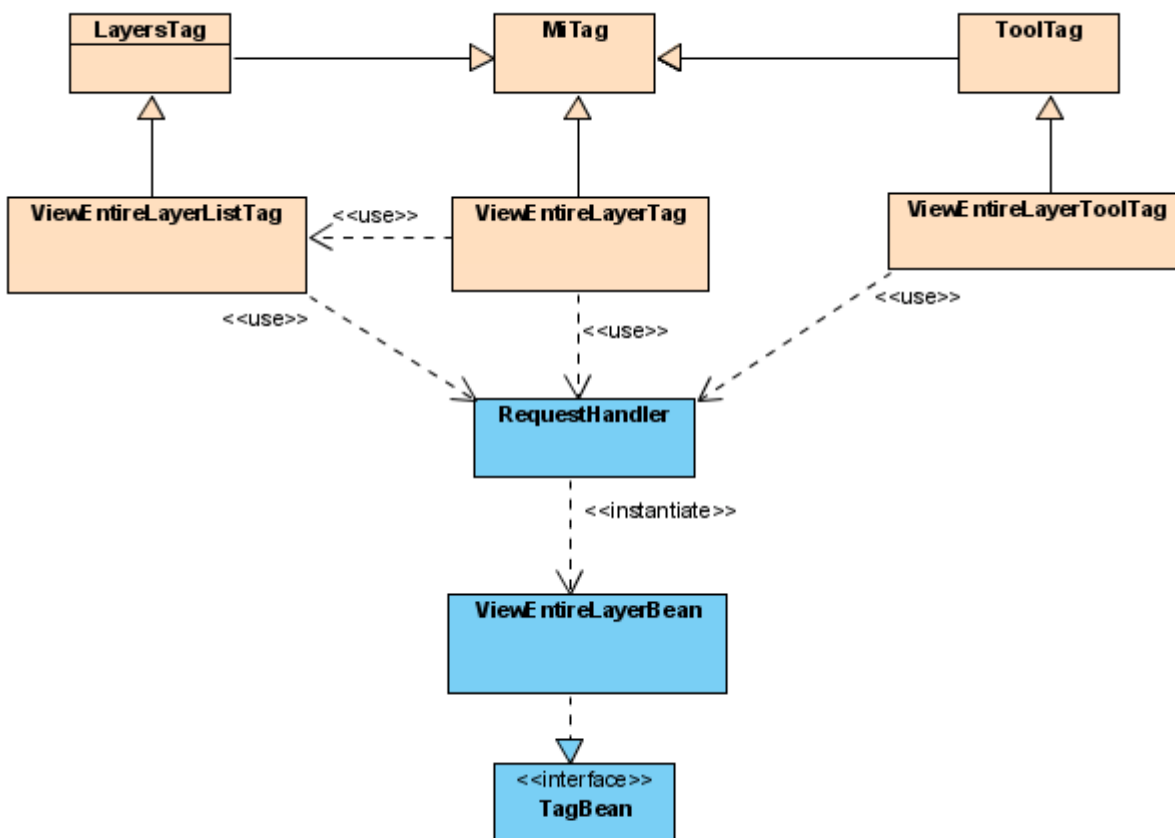 LayersTag
MiTag
ToolTag
ViewEntireLayerListTag
<<use>>
ViewEntireLayerTag
ViewEntireLayerToolTag
<<use>>
<<use>>
<<use>>
RequestHandler
<<instantiate>>
ViewEntireLayerBean
<<interface>>
TagBean